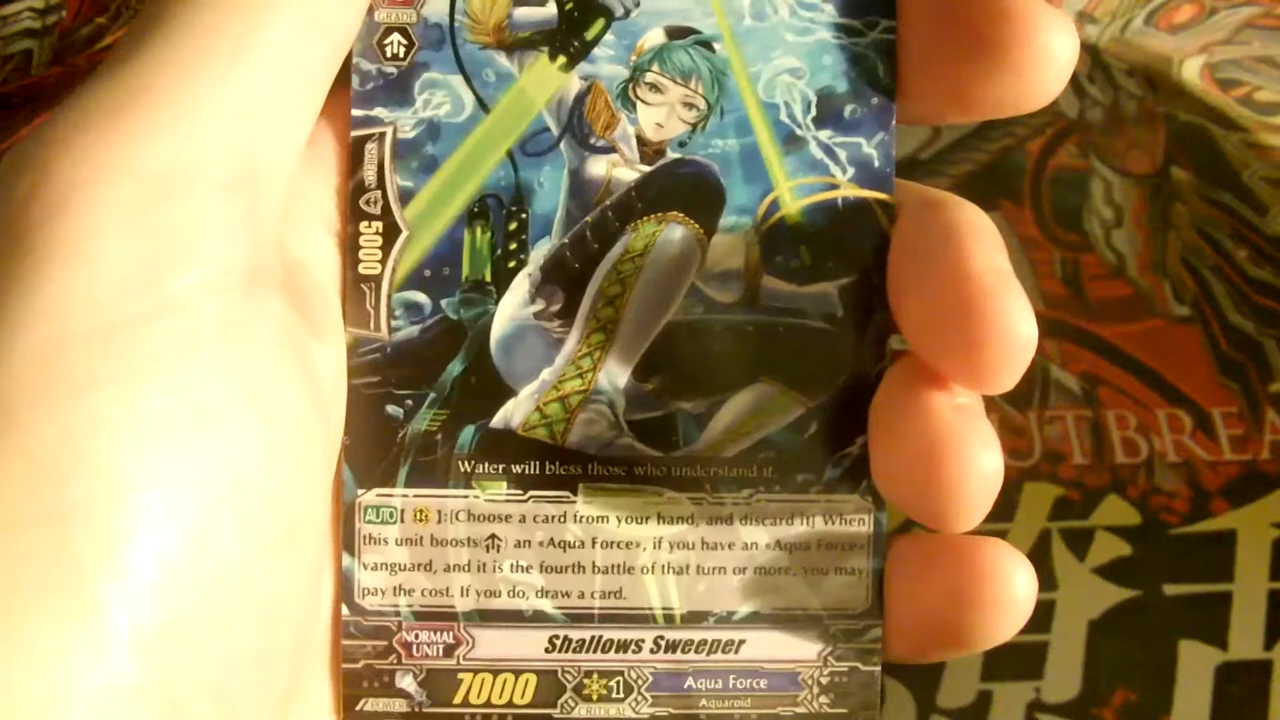 GRADE
SHIELD
5000
Water will bless those who understand it.
AUTO [ ]:[Choose a card from your hand, and discard it] When
this unit boosts( ) an «Aqua Force», if you have an «Aqua Force»
vanguard, and it is the fourth battle of that turn or more, you may
pay the cost. If you do, draw a card.
NORMAL
UNIT
Shallows Sweeper
POWER
7000
1
CRITICAL
Aqua Force
Aquaroid
UTBREA